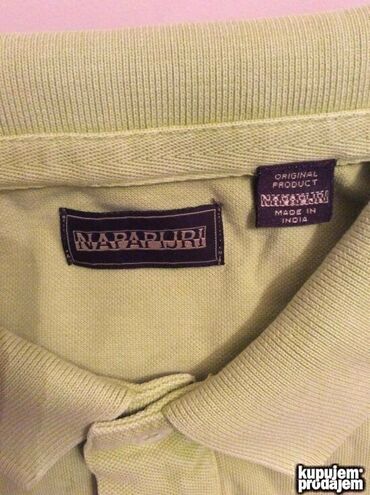 NAPAPIJRI
ORIGINAL
PRODUCT
NAPAPIJRI
MADE IN
INDIA
kupujem
prodajem